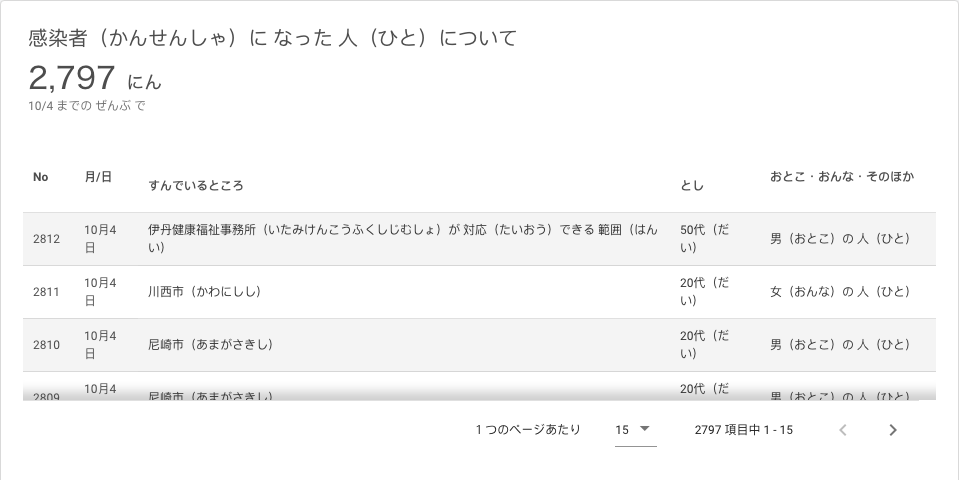 感染者（かんせんしゃ）に なった 人（ひと）について
2,797 にん
10/4 までの ぜんぶ で
No 月/日 すんでいるところ とし おとこ・おんな・そのほか
2812 10月4日 伊丹健康福祉事務所（いたみけんこうふくしじむしょ）が 対応（たいおう）できる 範囲（はんい） 50代（だい） 男（おとこ）の 人（ひと）
2811 10月4日 川西市（かわにしし） 20代（だい） 女（おんな）の 人（ひと）
2810 10月4日 尼崎市（あまがさきし） 20代（だい） 男（おとこ）の 人（ひと）
2809 10月4 尼崎市（あまがさきし） 20代（だ 男（おとこ）の 人（ひと）
1 つのページあたり 15 2797 項目中 1 - 15